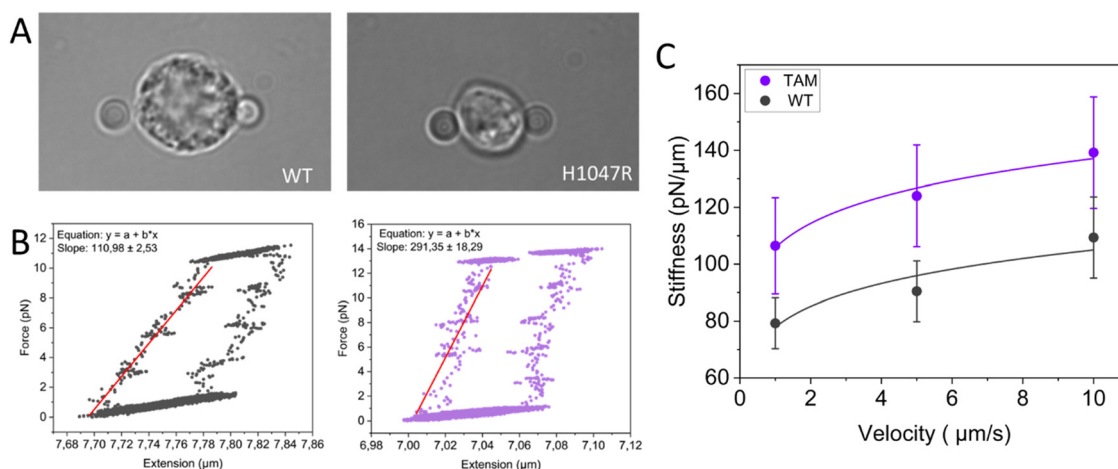 A
WT
H1047R
B
Equation: y = a + b*x
Slope: 110,98 ± 2,53
Force (pN)
12
10
8
6
4
2
0
7,68 7,70 7,72 7,74 7,76 7,78 7,80 7,82 7,84 7,86
Extension (µm)
Equation: y = a + b*x
Slope: 291,35 ± 18,29
Force (pN)
16
14
12
10
8
6
4
2
0
6,98 7,00 7,02 7,04 7,06 7,08 7,10 7,12
Extension (µm)
C
TAM
WT
Stiffness (pN/µm)
160
140
120
100
80
60
0 2 4 6 8 10
Velocity ( µm/s)